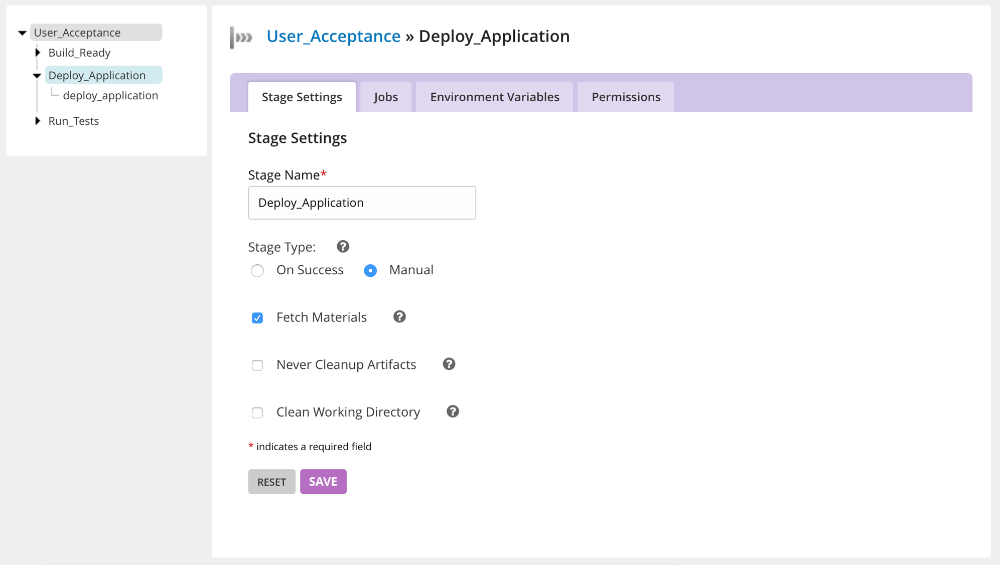 User_Acceptance
Build_Ready
Deploy_Application
deploy_application
Run_Tests
User_Acceptance » Deploy_Application
Stage Settings Jobs Environment Variables Permissions
Stage Settings
Stage Name*
Deploy_Application
Stage Type:
On Success Manual
Fetch Materials
Never Cleanup Artifacts
Clean Working Directory
* indicates a required field
RESET SAVE